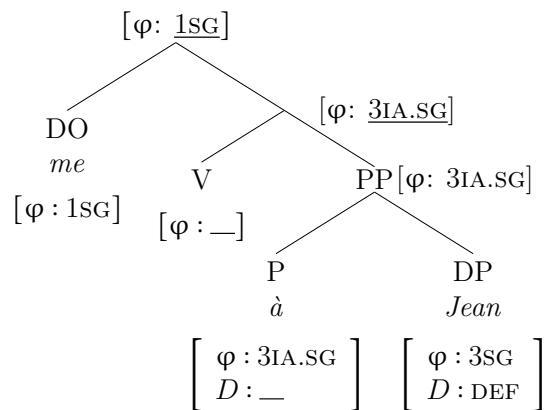 [φ: 1SG]
[φ: 3IA.SG]
DO
me
[φ : 1SG]
V
[φ : __]
PP[φ: 3IA.SG]
P
à
DP
Jean
[φ : 3IA.SG
D : __]
[φ : 3SG
D : DEF]